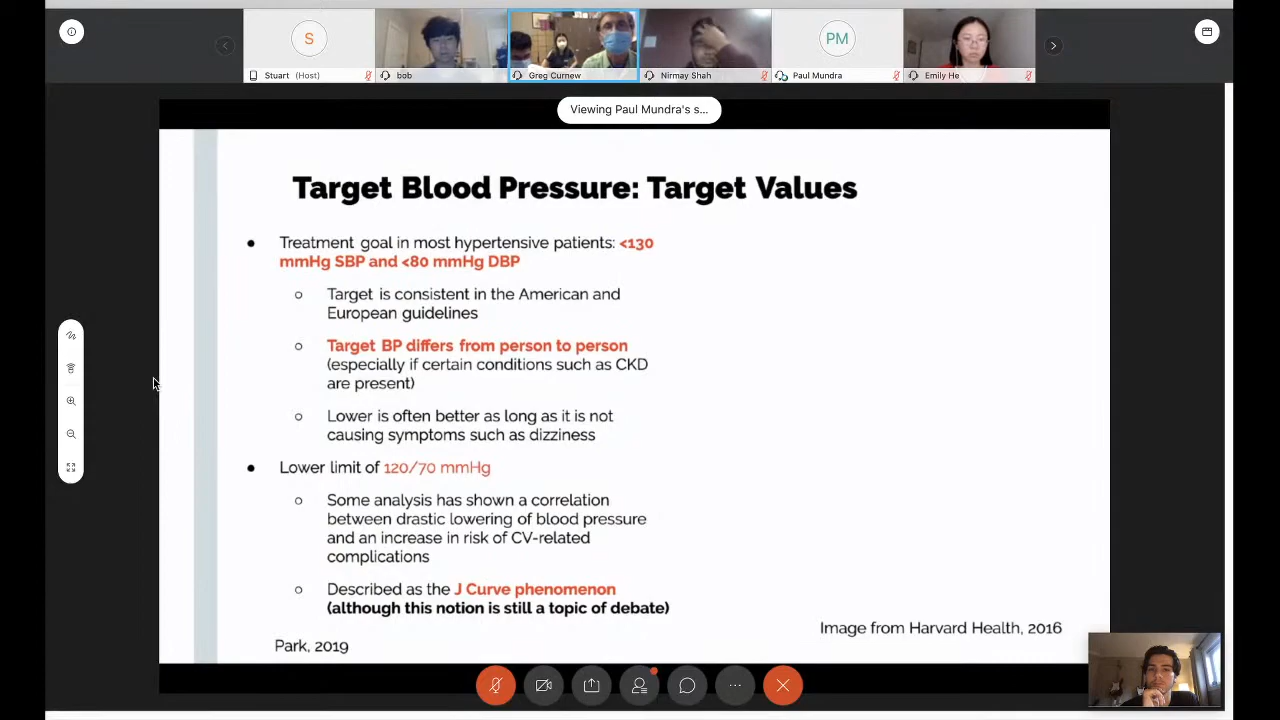 S
PM
Stuart (Host)
bob
Greg Curnew
Nirmay Shah
Paul Mundra
Emily He
Viewing Paul Mundra's s...
Target Blood Pressure: Target Values
Treatment goal in most hypertensive patients: <130
mmHg SBP and <80 mmHg DBP
Target is consistent in the American and
European guidelines
Target BP differs from person to person
(especially if certain conditions such as CKD
are present)
Lower is often better as long as it is not
causing symptoms such as dizziness
Lower limit of 120/70 mmHg
Some analysis has shown a correlation
between drastic lowering of blood pressure
and an increase in risk of CV-related
complications
Described as the J Curve phenomenon
(although this notion is still a topic of debate)
Image from Harvard Health, 2016
Park, 2019